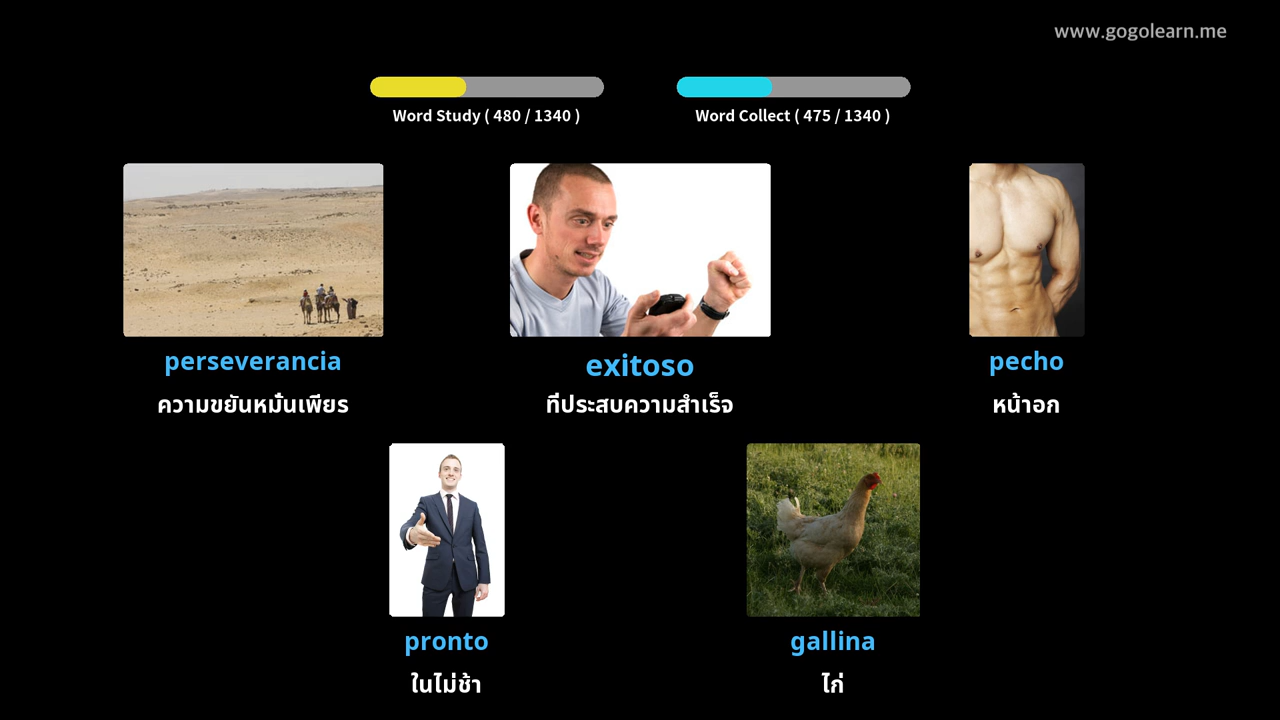 www.gogolearn.me
Word Study ( 480 / 1340 )
Word Collect ( 475 / 1340 )
perseverancia
ความขยันหมั่นเพียร
exitoso
ที่ประสบความสำเร็จ
pecho
หน้าอก
pronto
ในไม่ช้า
gallina
ไก่